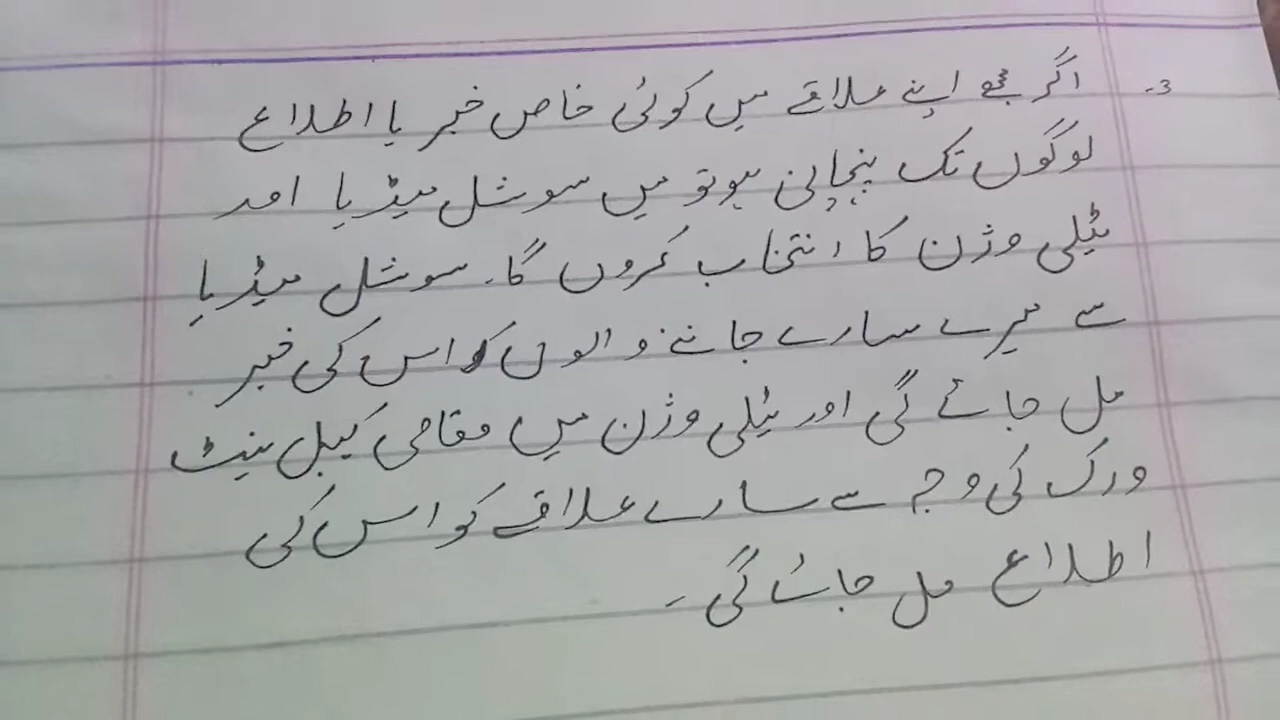 3۔ اگر مجھے اپنے علاقے میں کوئی خاص خبر یا اطلاع
لوگوں تک پہنچانی ہو تو میں سوشل میڈیا اور
ٹیلی وژن کا انتخاب کروں گا۔ سوشل میڈیا
سے میرے سارے جاننے والوں کو اس کی خبر
مل جائے گی اور ٹیلی وژن میں مقامی کیبل نیٹ
ورک کی وجہ سے سارے علاقے کو اس کی
اطلاع مل جائے گی ۔